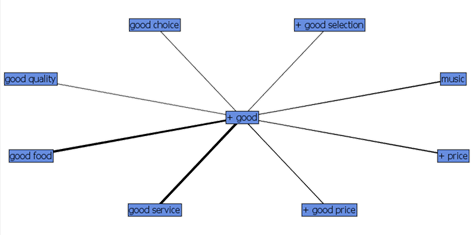 good choice
+ good selection
good quality
music
+ good
good food
+ price
good service
+ good price